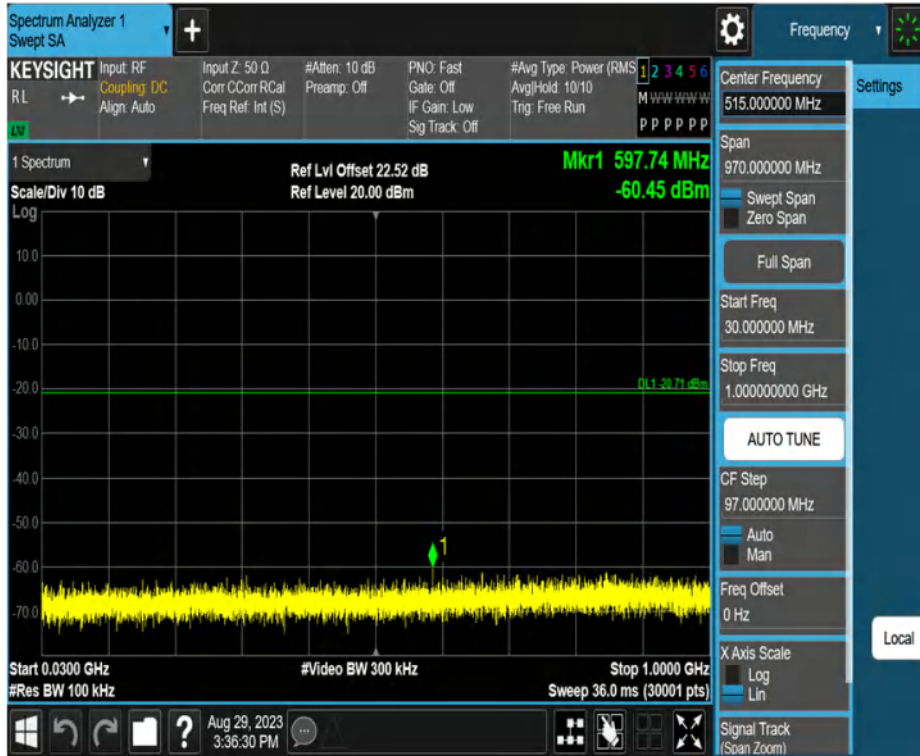 Spectrum Analyzer 1
Swept SA
Frequency
KEYSIGHT
RL
LXI
Input: RF
Coupling: DC
Align: Auto
Input Z: 50 Ω
Corr CCorr RCal
Freq Ref: Int (S)
#Atten: 10 dB
Preamp: Off
PNO: Fast
Gate: Off
IF Gain: Low
Sig Track: Off
#Avg Type: Power (RMS
Avg|Hold: 10/10
Trig: Free Run
1 2 3 4 5 6
M W W W W W
P P P P P P
1 Spectrum
Scale/Div 10 dB
Log
Ref Lvl Offset 22.52 dB
Ref Level 20.00 dBm
Mkr1 597.74 MHz
-60.45 dBm
10.0
0.00
-10.0
-20.0
DL1 -20.71 dBm
-30.0
-40.0
-50.0
1
-60.0
-70.0
Start 0.0300 GHz
#Res BW 100 kHz
#Video BW 300 kHz
Stop 1.0000 GHz
Sweep 36.0 ms (30001 pts)
?
Aug 29, 2023
3:36:30 PM
Center Frequency
515.000000 MHz
Span
970.000000 MHz
Swept Span
Zero Span
Full Span
Start Freq
30.000000 MHz
Stop Freq
1.000000000 GHz
AUTO TUNE
CF Step
97.000000 MHz
Auto
Man
Freq Offset
0 Hz
X Axis Scale
Log
Lin
Signal Track
(Span Zoom)
Settings
Local